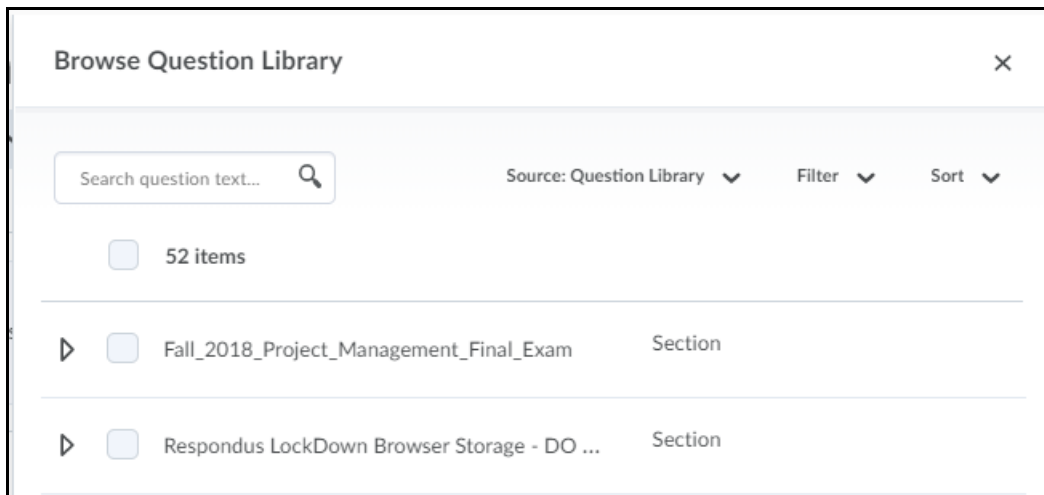 Browse Question Library
Search question text...
Source: Question Library
Filter
Sort
52 items
Fall_2018_Project_Management_Final_Exam
Section
Respondus LockDown Browser Storage - DO ...
Section